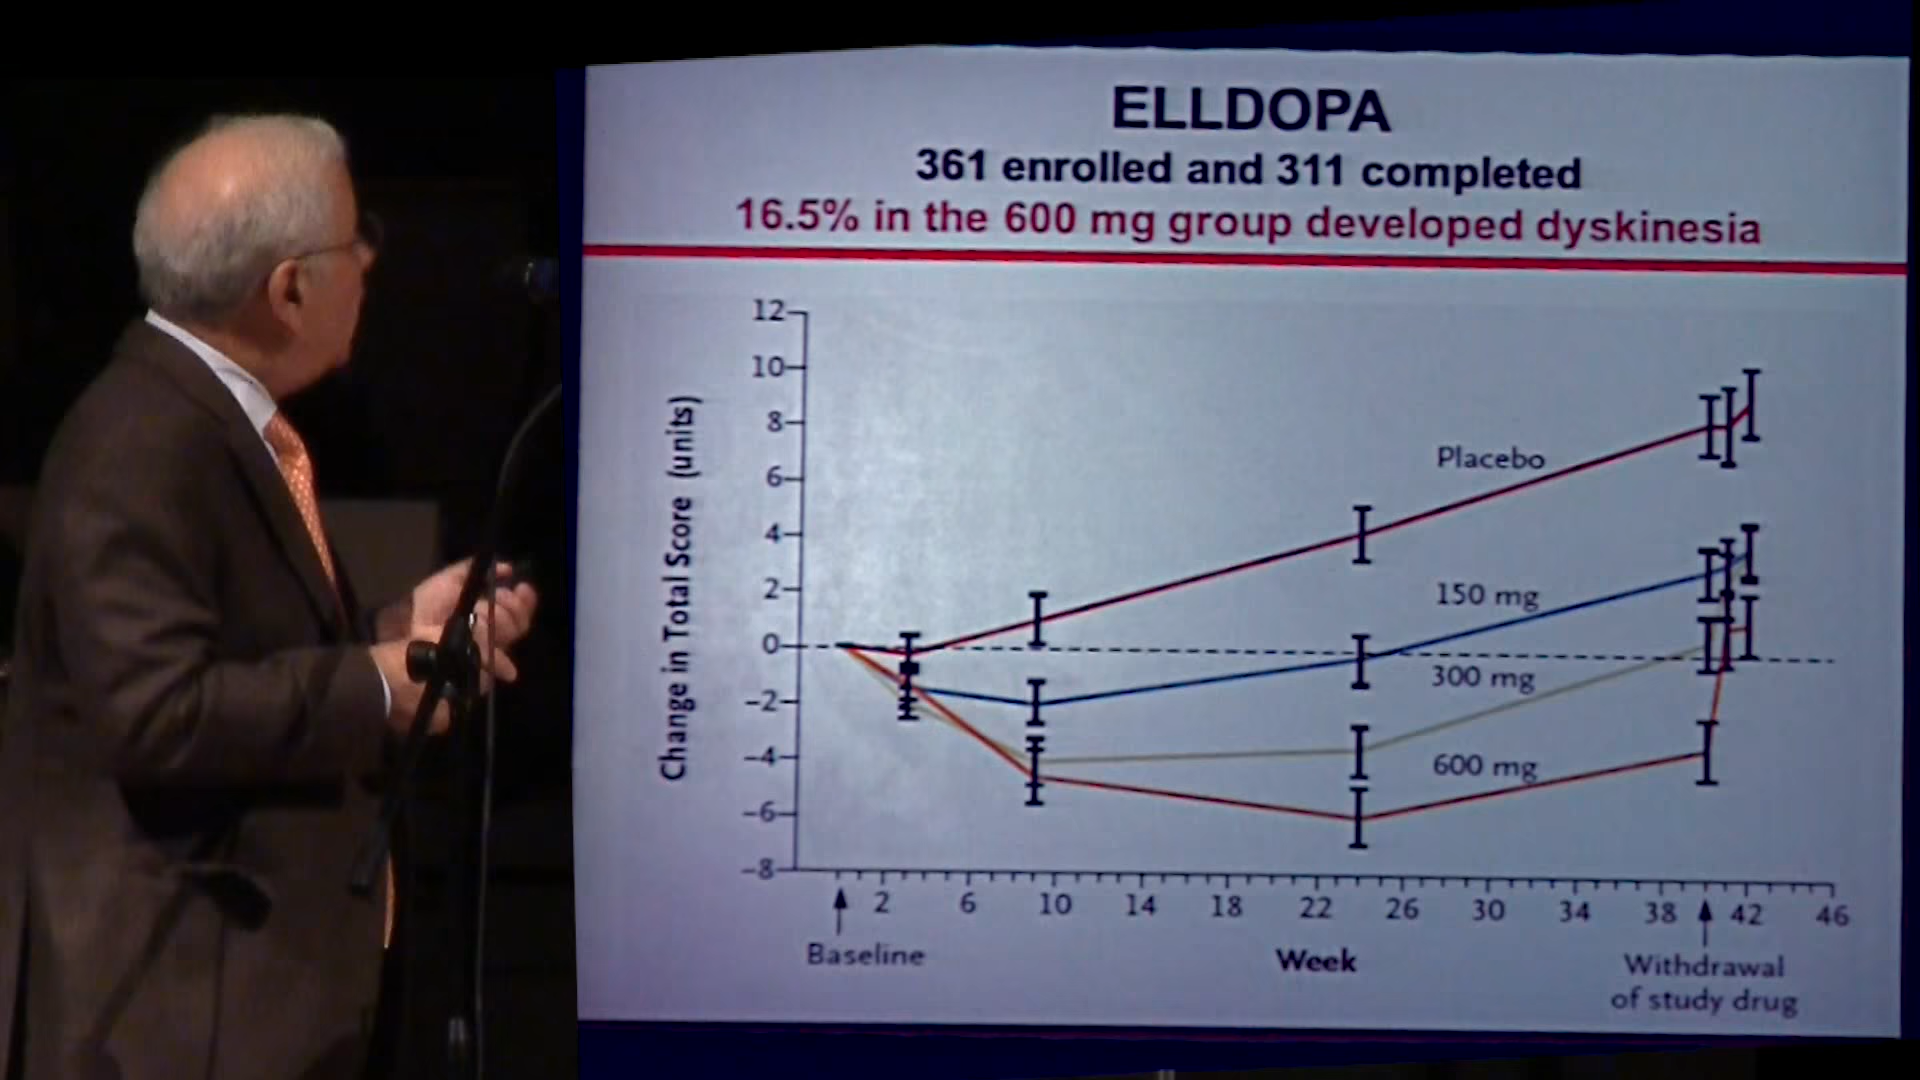 ELLDOPA
361 enrolled and 311 completed
16.5% in the 600 mg group developed dyskinesia
12
10
8
6
4
2
0
-2
-4
-6
-8
Change in Total Score (units)
Placebo
150 mg
300 mg
600 mg
2 6 10 14 18 22 26 30 34 38 42 46
Baseline
Week
Withdrawal
of study drug